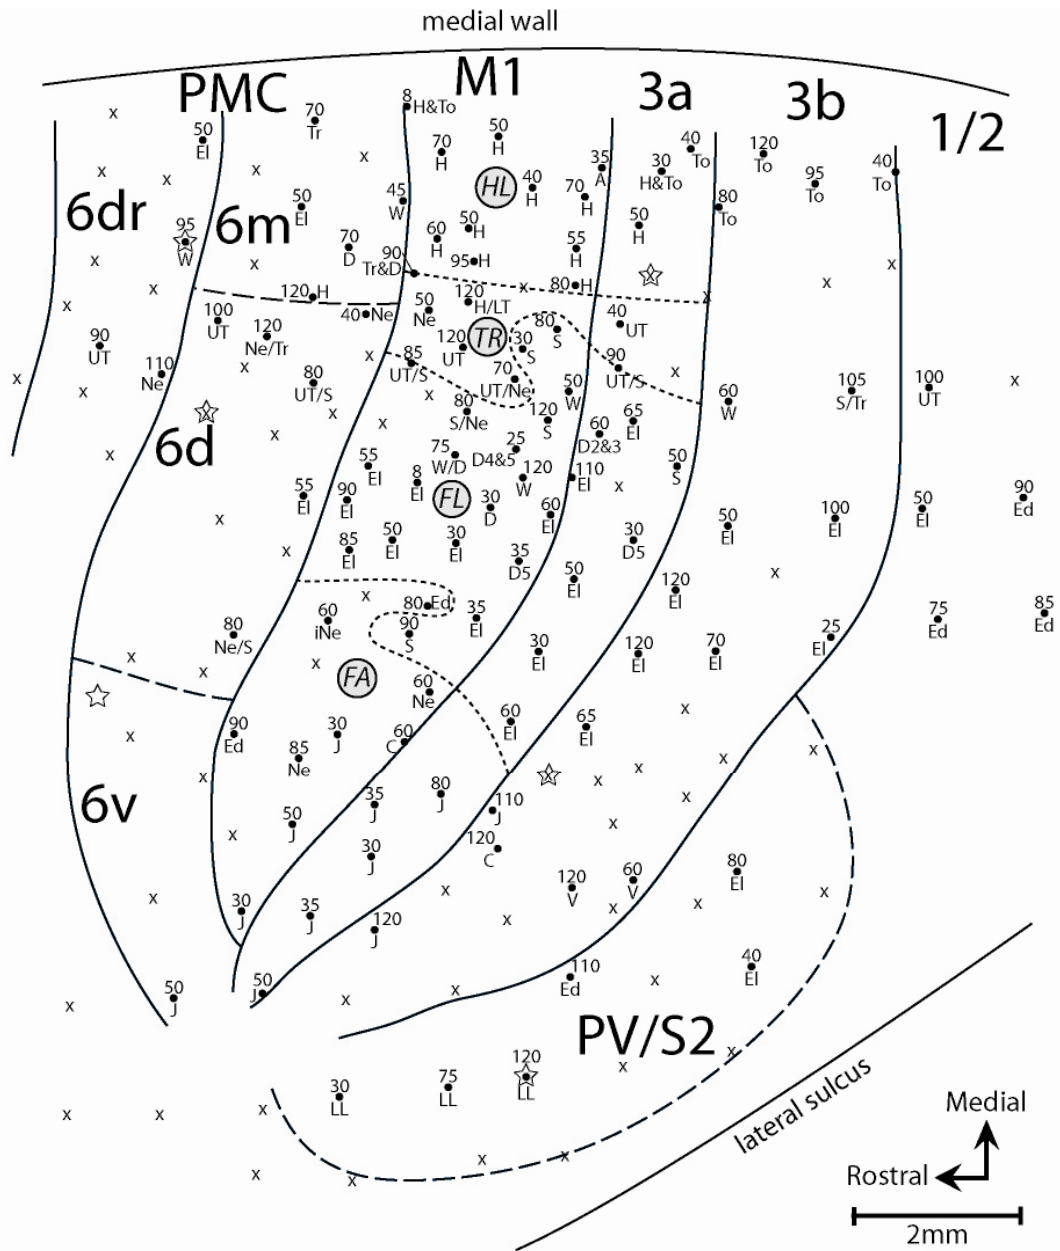 medial wall
PMC
M1
3a
3b
1/2
x
70
Tr
8
H&To
50
El
x
x
70
H
50
H
35
A
40
To
30
H&To
120
To
95
To
40
To
x
x
6dr
50
El
6m
45
W
HL
40
H
70
H
80
To
95
W
70
D
60
H
50
H
50
H
x
x
90
Tr&D
95
H
55
H
x
x
x
x
120
H
80
H
x
x
x
40
Ne
50
Ne
120
H/LT
x
100
UT
120
Ne/Tr
TR
80
S
40
UT
90
UT
120
UT
30
S
x
85
UT/S
90
UT/S
110
Ne
x
80
UT/S
70
UT/Ne
x
x
x
x
50
W
60
W
105
S/Tr
100
UT
x
x
80
S/Ne
120
S
65
El
6d
x
x
60
D2&3
x
75
W/D
25
D4&5
55
El
8
El
120
W
110
El
50
S
x
55
El
90
El
FL
30
D
60
El
50
El
100
El
50
El
90
Ed
x
x
85
El
50
El
30
El
35
D5
30
D5
50
El
120
El
x
x
80
Ed
60
iNe
90
S
35
El
80
Ne/S
75
Ed
85
Ed
25
El
x
x
x
30
El
120
El
70
El
FA
60
Ne
x
90
Ed
30
J
60
C
60
El
65
El
x
x
85
Ne
x
x
x
x
x
6v
35
J
80
J
110
J
x
50
J
120
C
x
x
30
J
80
El
120
V
60
V
x
x
x
x
30
J
35
J
120
J
x
x
40
El
50
J
50
J
110
Ed
x
x
x
x
PV/S2
x
120
LL
x
30
LL
75
LL
x
x
x
lateral sulcus
Medial
x
x
x
x
Rostral
2mm